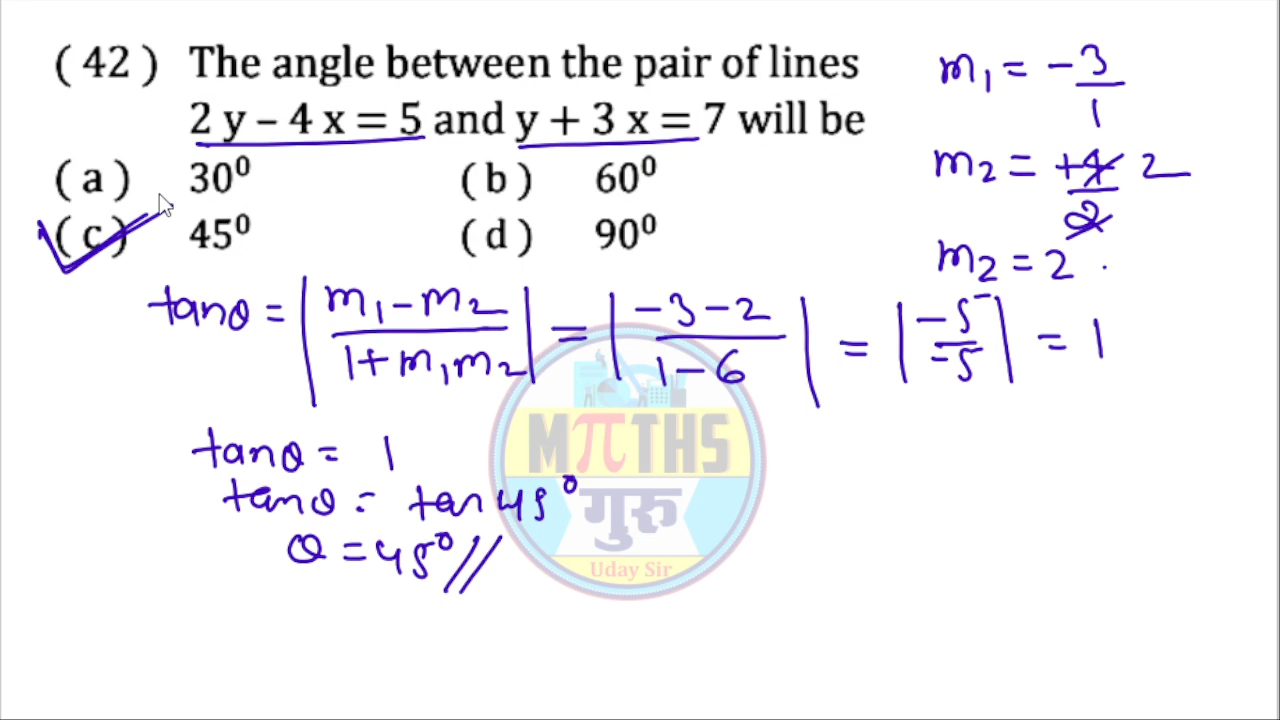 ( 42 ) The angle between the pair of lines
2 y – 4 x = 5 and y + 3 x = 7 will be
( a ) 30⁰ ( b ) 60⁰
( c ) 45⁰ ( d ) 90⁰
m₁ = -3/1
m₂ = +4/2 2
m₂ = 2 .
tanθ = | m₁ - m₂ / 1 + m₁m₂ | = | -3 - 2 / 1 - 6 | = | -5 / -5 | = 1
tanθ = 1
tanθ = tan 45°
θ = 45° //
MπTHS
गुरु
Uday Sir